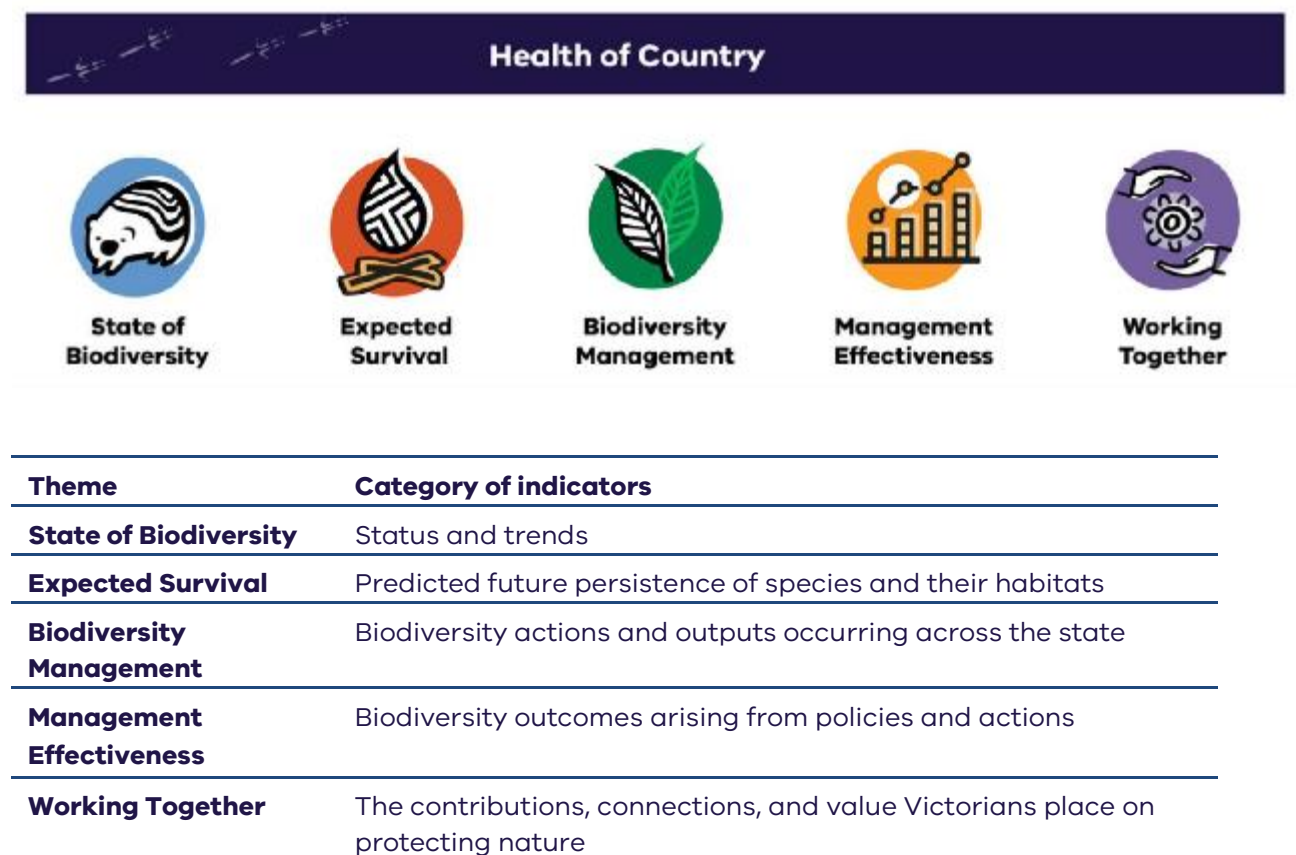 Health of Country
State of
Biodiversity
Expected
Survival
Biodiversity
Management
Management
Effectiveness
Working
Together
Theme Category of indicators
State of Biodiversity Status and trends
Expected Survival Predicted future persistence of species and their habitats
Biodiversity Biodiversity actions and outputs occurring across the state
Management
Management Biodiversity outcomes arising from policies and actions
Effectiveness
Working Together The contributions, connections, and value Victorians place on
protecting nature